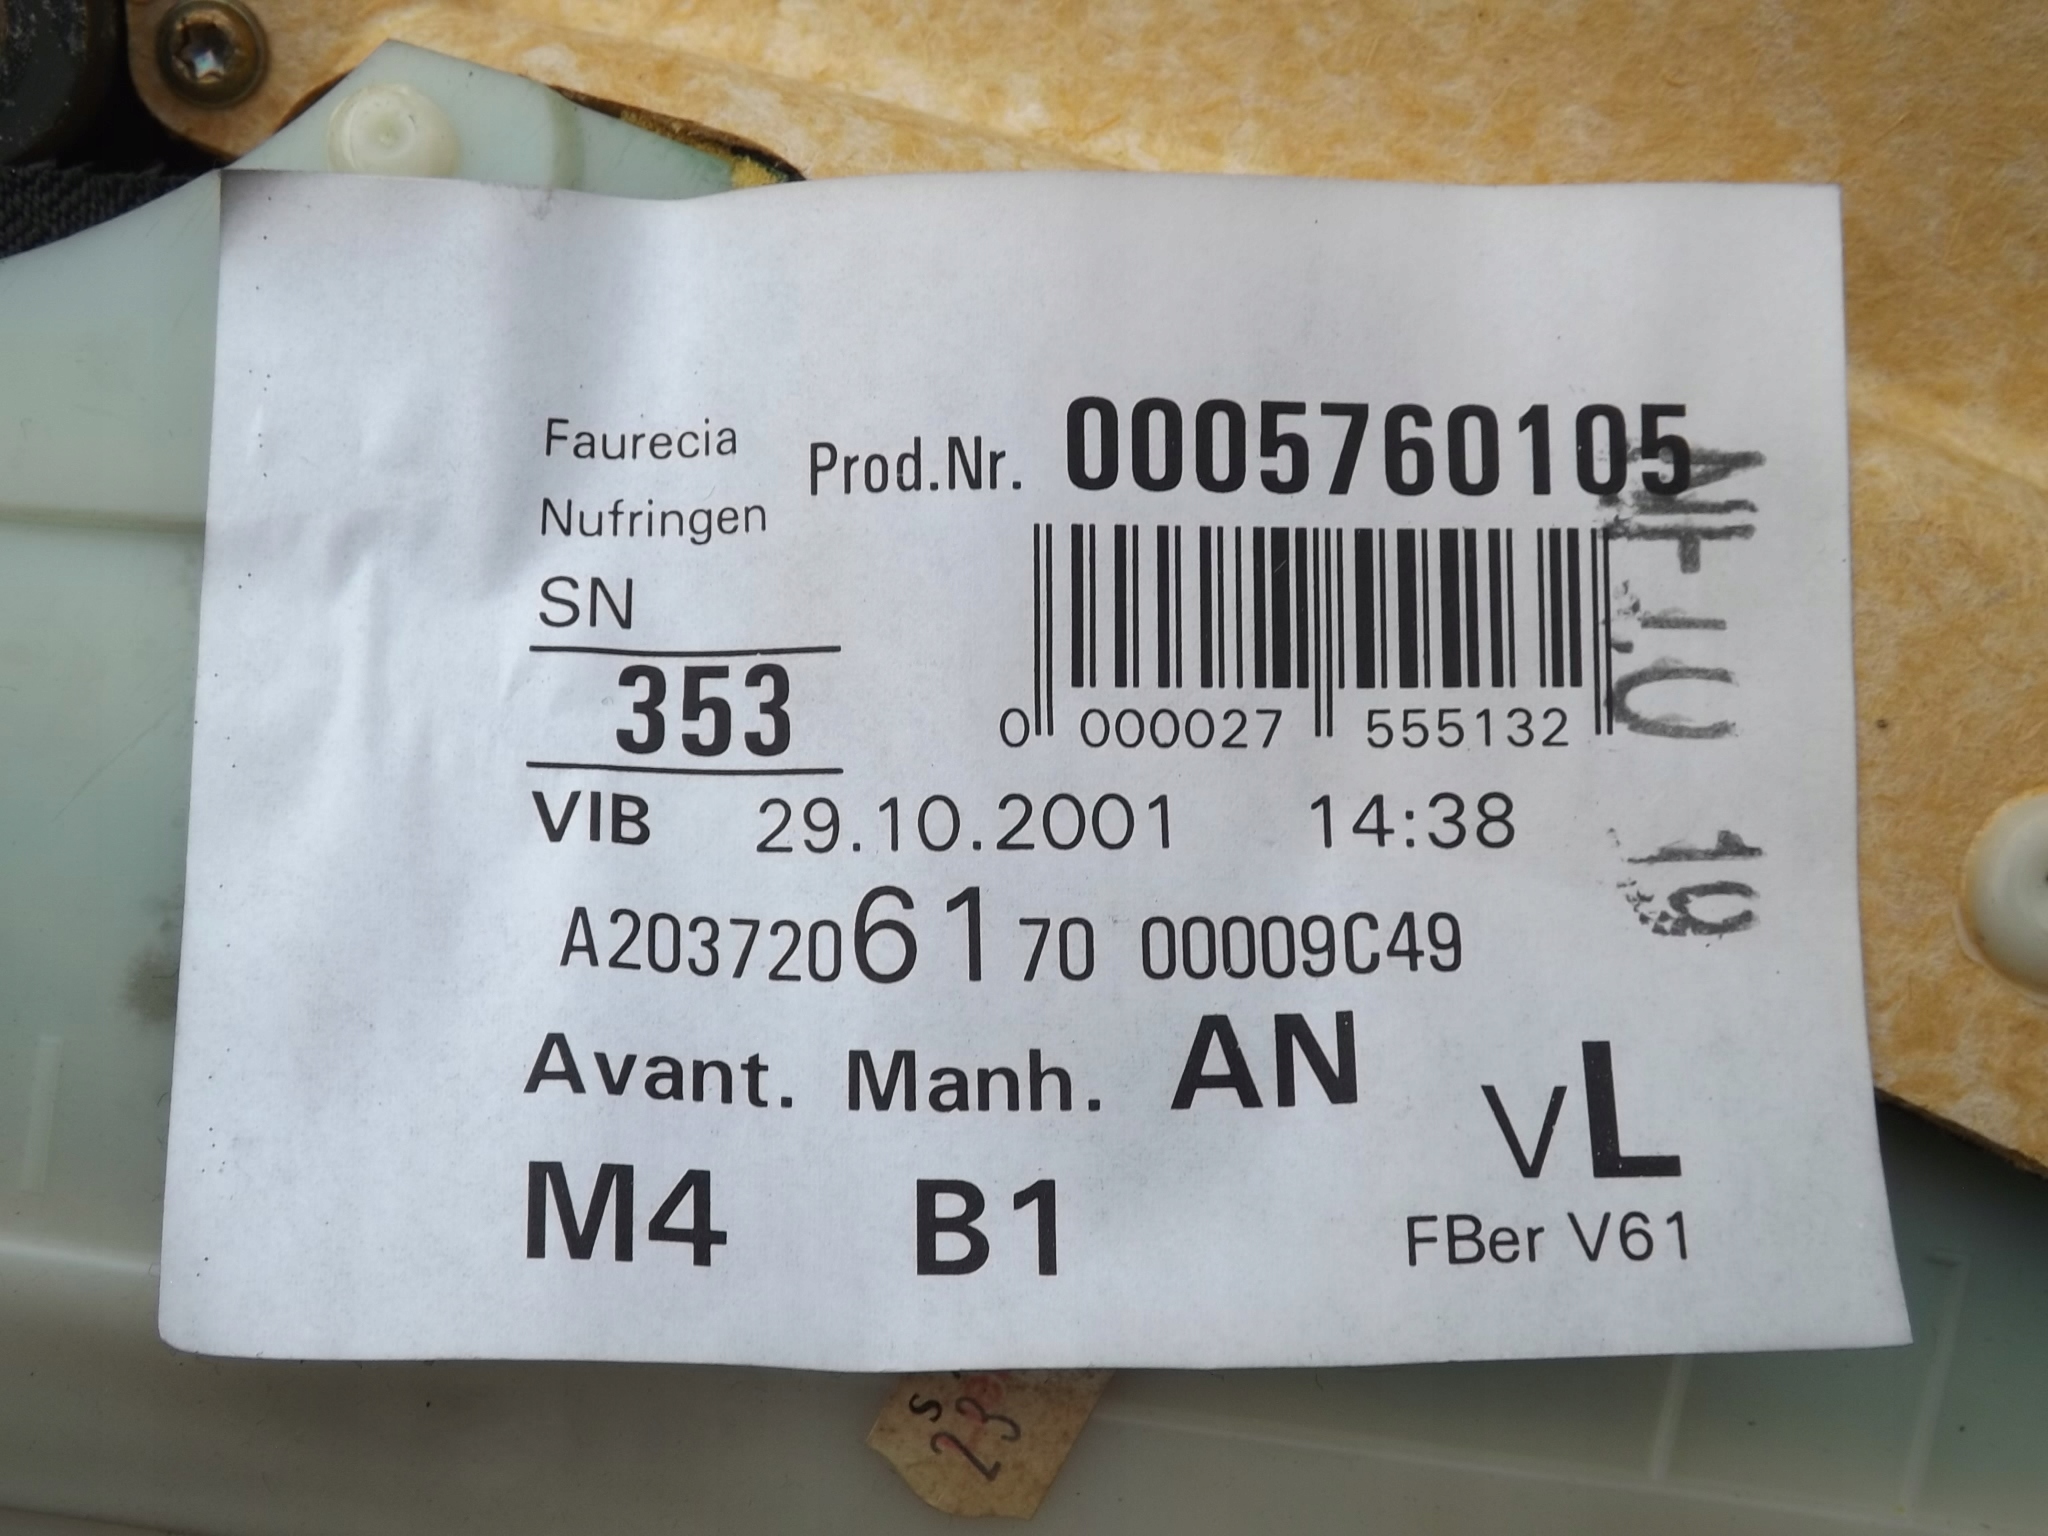 Faurecia
Prod.Nr. 0005760105
Nufringen
SN
353
0 000027 555132
VIB 29.10.2001 14:38
A2037206170 00009C49
Avant. Manh. AN
VL
M4 B1
FBer V61
S
23